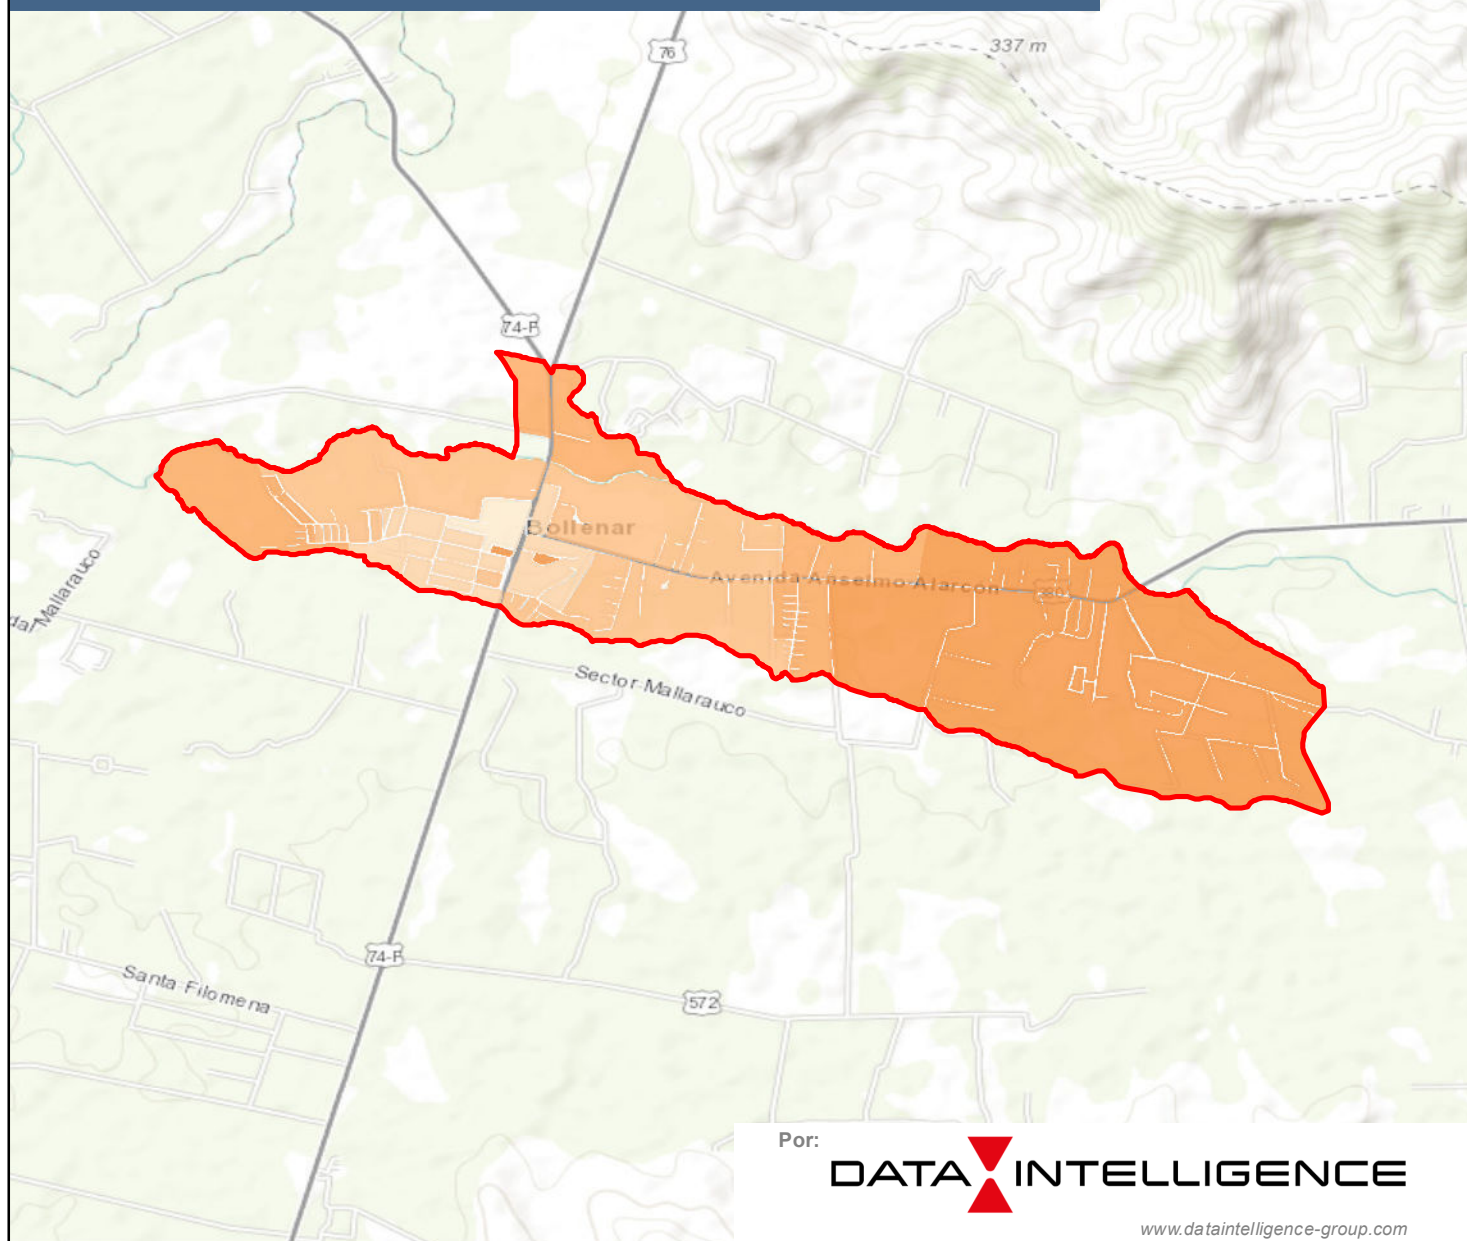 337 m
76
74-F
Bollenar
Avenida Anselmo Alarcón
Mallarauco
Sector Mallarauco
74-F
Santa Filomena
572
Por:
DATA INTELLIGENCE
www.dataintelligence-group.com